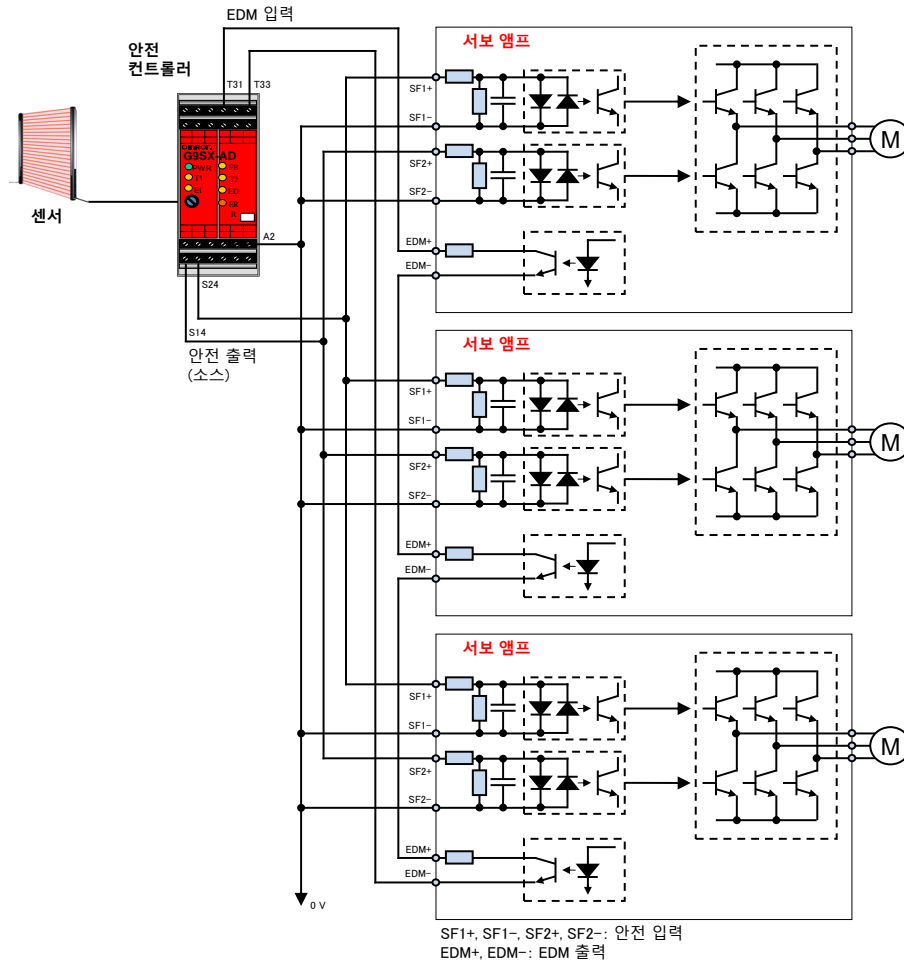 EDM 입력
안전
컨트롤러
T31
T33
OMRON
G9SX-AD
PWR
FB
T1
T2
EI
ED
ER
R
센서
A2
S24
S14
안전 출력
(소스)
서보 앰프
SF1+
SF1-
SF2+
SF2-
EDM+
EDM-
M
서보 앰프
SF1+
SF1-
SF2+
SF2-
EDM+
EDM-
M
서보 앰프
SF1+
SF1-
SF2+
SF2-
EDM+
EDM-
M
0 V
SF1+, SF1-, SF2+, SF2-: 안전 입력
EDM+, EDM-: EDM 출력